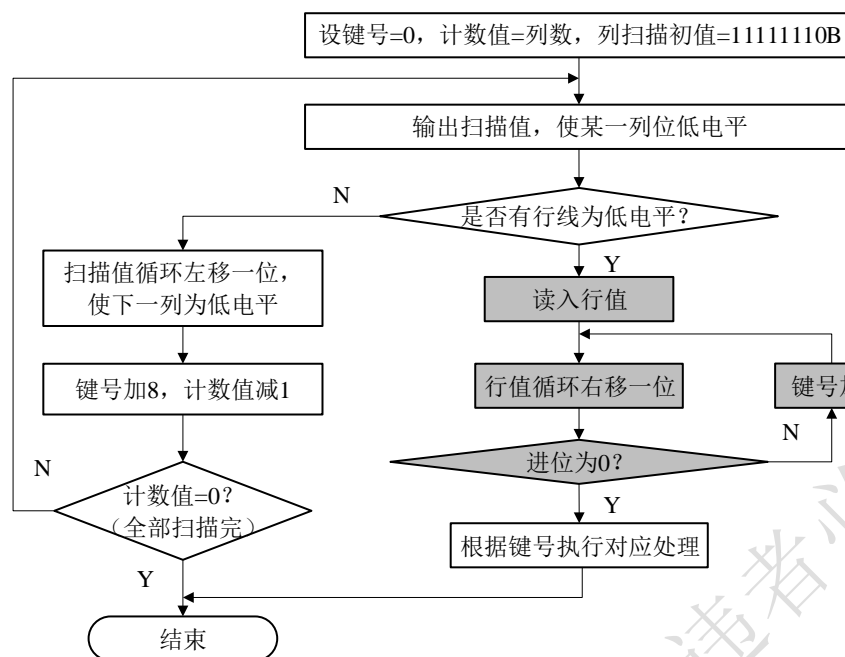 设键号=0，计数值=列数，列扫描初值=11111110B
输出扫描值，使某一列位低电平
N
是否有行线为低电平？
Y
扫描值循环左移一位，
使下一列为低电平
读入行值
键号加8，计数值减1
行值循环右移一位
键号加
N
N
进位为0？
计数值=0？
（全部扫描完）
Y
根据键号执行对应处理
Y
结束
违者